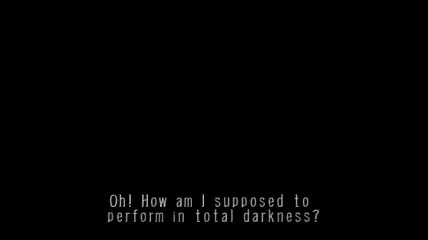 Oh! How am I supposed to
perform in total darkness?